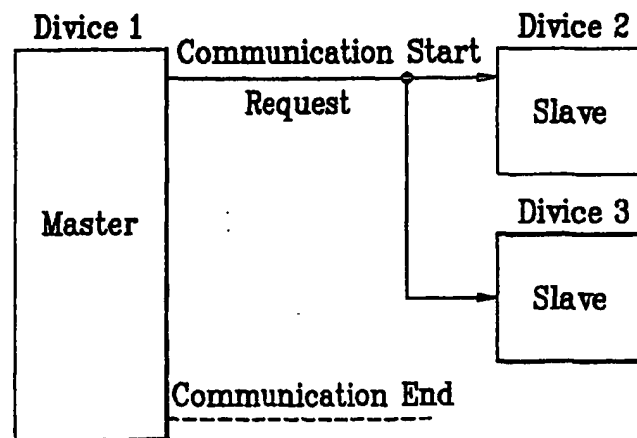 Divice 1
Communication Start
Request
Divice 2
Slave
Master
Divice 3
Slave
Communication End